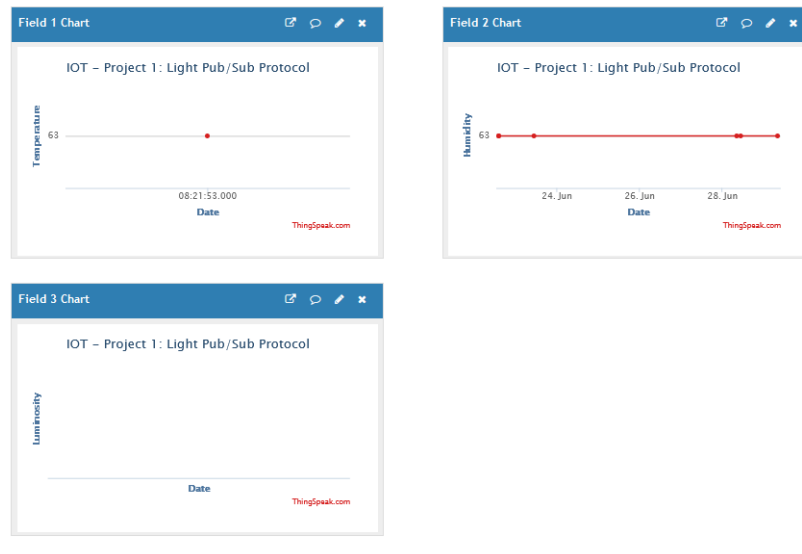 Field 1 Chart
IOT - Project 1: Light Pub/Sub Protocol
Temperature
63
08:21:53.000
Date
ThingSpeak.com
Field 2 Chart
IOT - Project 1: Light Pub/Sub Protocol
Humidity
63
24. Jun 26. Jun 28. Jun
Date
ThingSpeak.com
Field 3 Chart
IOT - Project 1: Light Pub/Sub Protocol
Luminosity
Date
ThingSpeak.com